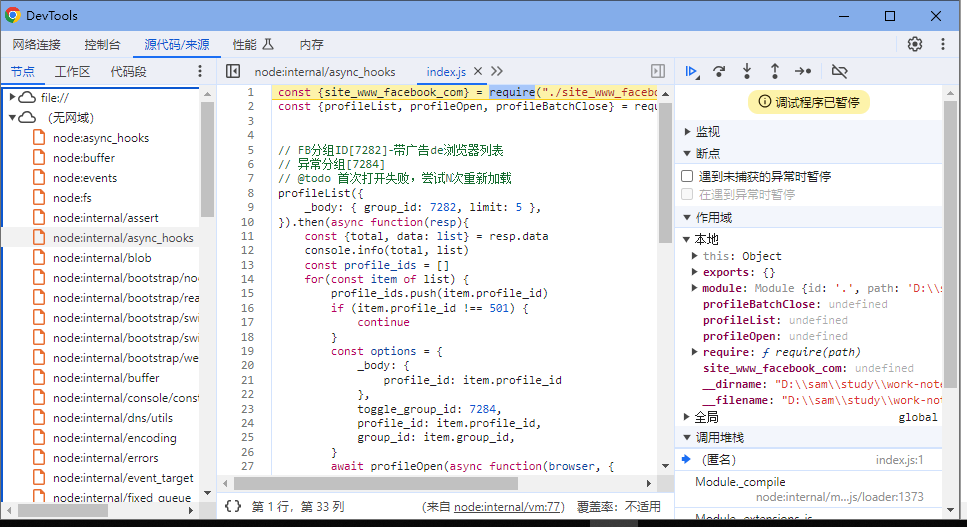 DevTools
网络连接 控制台 源代码/来源 性能 内存
节点 工作区 代码段
file://
(无网域)
node:async_hooks
node:buffer
node:events
node:fs
node:internal/assert
node:internal/async_hooks
node:internal/blob
node:internal/bootstrap/no
node:internal/bootstrap/rea
node:internal/bootstrap/swi
node:internal/bootstrap/swi
node:internal/bootstrap/we
node:internal/buffer
node:internal/console/const
node:internal/dns/utils
node:internal/encoding
node:internal/errors
node:internal/event_target
node:internal/fixed_queue
node:internal/async_hooks index.js
1 const {site_www_facebook_com} = require("./site_www_facebo
2 const {profileList, profileOpen, profileBatchClose} = requ
3
4
5 // FB分组ID[7282]-带广告de浏览器列表
6 // 异常分组[7284]
7 // @todo 首次打开失败，尝试N次重新加载
8 profileList({
9 _body: { group_id: 7282, limit: 5 },
10 }).then(async function(resp){
11 const {total, data: list} = resp.data
12 console.info(total, list)
13 const profile_ids = []
14 for(const item of list) {
15 profile_ids.push(item.profile_id)
16 if (item.profile_id !== 501) {
17 continue
18 }
19 const options = {
20 _body: {
21 profile_id: item.profile_id
22 },
23 toggle_group_id: 7284,
24 profile_id: item.profile_id,
25 group_id: item.group_id,
26 }
27 await profileOpen(async function(browser, {
{} 第 1 行，第 33 列 (来自 node:internal/vm:77) 覆盖率：不适用
调试程序已暂停
监视
断点
遇到未捕获的异常时暂停
在遇到异常时暂停
作用域
本地
this: Object
exports: {}
module: Module {id: '.', path: 'D:\\s
profileBatchClose: undefined
profileList: undefined
profileOpen: undefined
require: ƒ require(path)
site_www_facebook_com: undefined
__dirname: "D:\\sam\\study\\work-not
__filename: "D:\\sam\\study\\work-not
全局 global
调用堆栈
(匿名) index.js:1
Module._compile
node:internal/m…js/loader:1373
Module._extensions..js